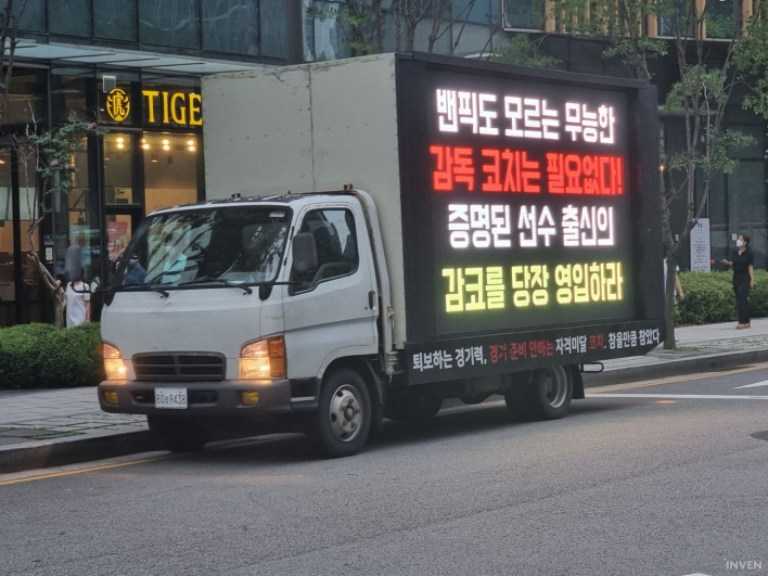 TIGE
밴픽도 모르는 무능한
감독 코치는 필요없다!
증명된 선수 출신의
감코를 당장 영입하라
퇴보하는 경기력, 경기 준비 안하는 자격미달 코치. 참을만큼 참았다
INVEN